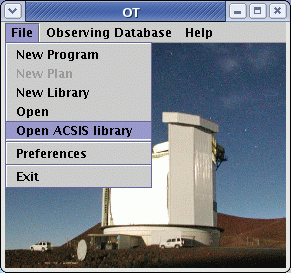 OT
File Observing Database Help
New Program
New Plan
New Library
Open
Open ACSIS library
Preferences
Exit